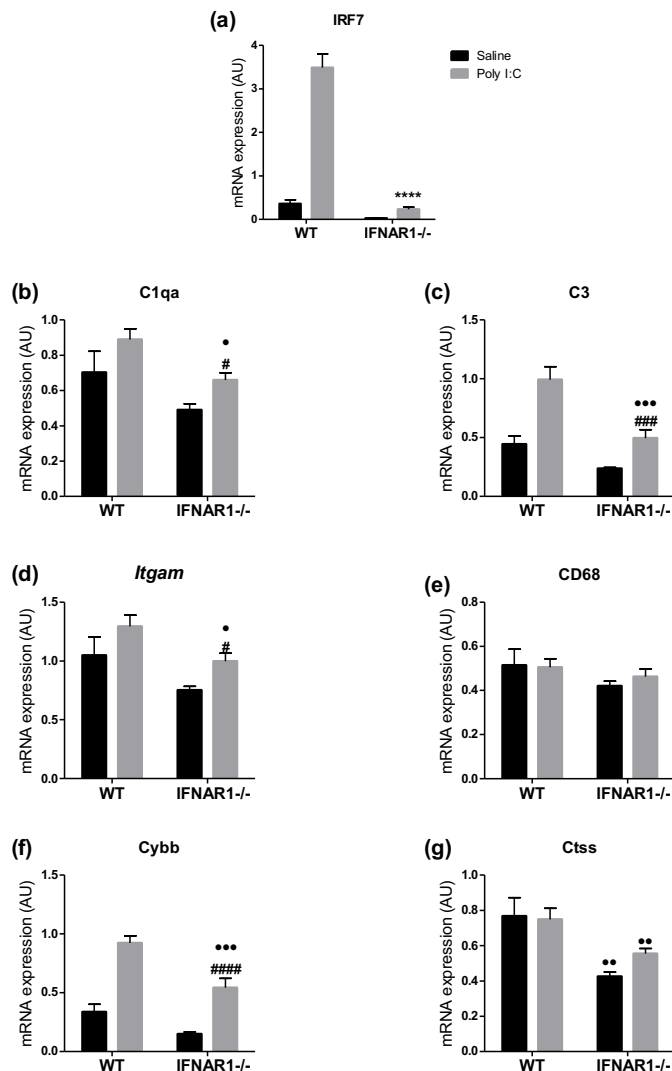 (a) IRF7
Saline
Poly I:C
mRNA expression (AU)
4
3
2
1
0
****
WT IFNAR1-/-
(b) C1qa
mRNA expression (AU)
1.0
0.8
0.6
0.4
0.2
0.0
•
#
WT IFNAR1-/-
(c) C3
mRNA expression (AU)
1.5
1.0
0.5
0.0
•••
###
WT IFNAR1-/-
(d) Itgam
mRNA expression (AU)
1.5
1.0
0.5
0.0
•
#
WT IFNAR1-/-
(e) CD68
mRNA expression (AU)
0.8
0.6
0.4
0.2
0.0
WT IFNAR1-/-
(f) Cybb
mRNA expression (AU)
1.5
1.0
0.5
0.0
•••
####
WT IFNAR1-/-
(g) Ctss
mRNA expression (AU)
1.0
0.8
0.6
0.4
0.2
0.0
•• ••
WT IFNAR1-/-